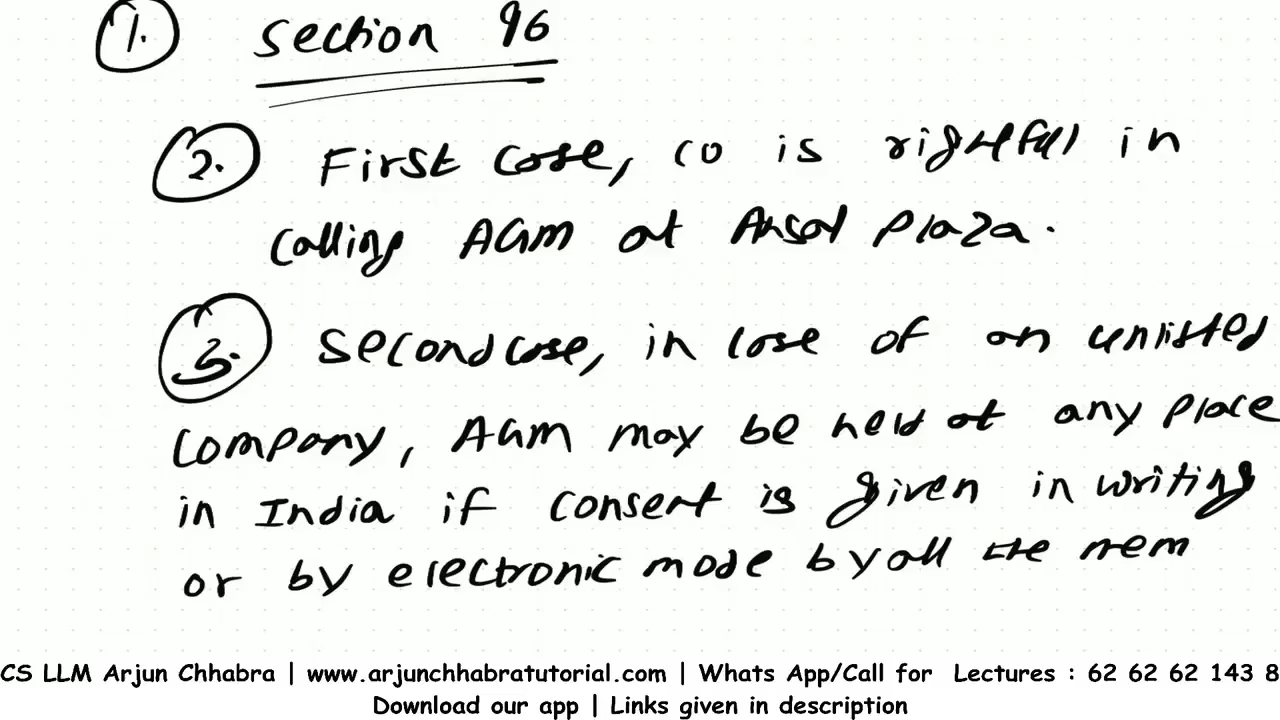 1. Section 96
2. First case, co is rightful in
calling AGM at Ansal Plaza.
3. Second case, in case of an unlisted
company, AGM may be held at any place
in India if consent is given in writing
or by electronic mode by all the mem
CS LLM Arjun Chhabra | www.arjunchhabratutorial.com | Whats App/Call for Lectures : 62 62 62 143 8
Download our app | Links given in description